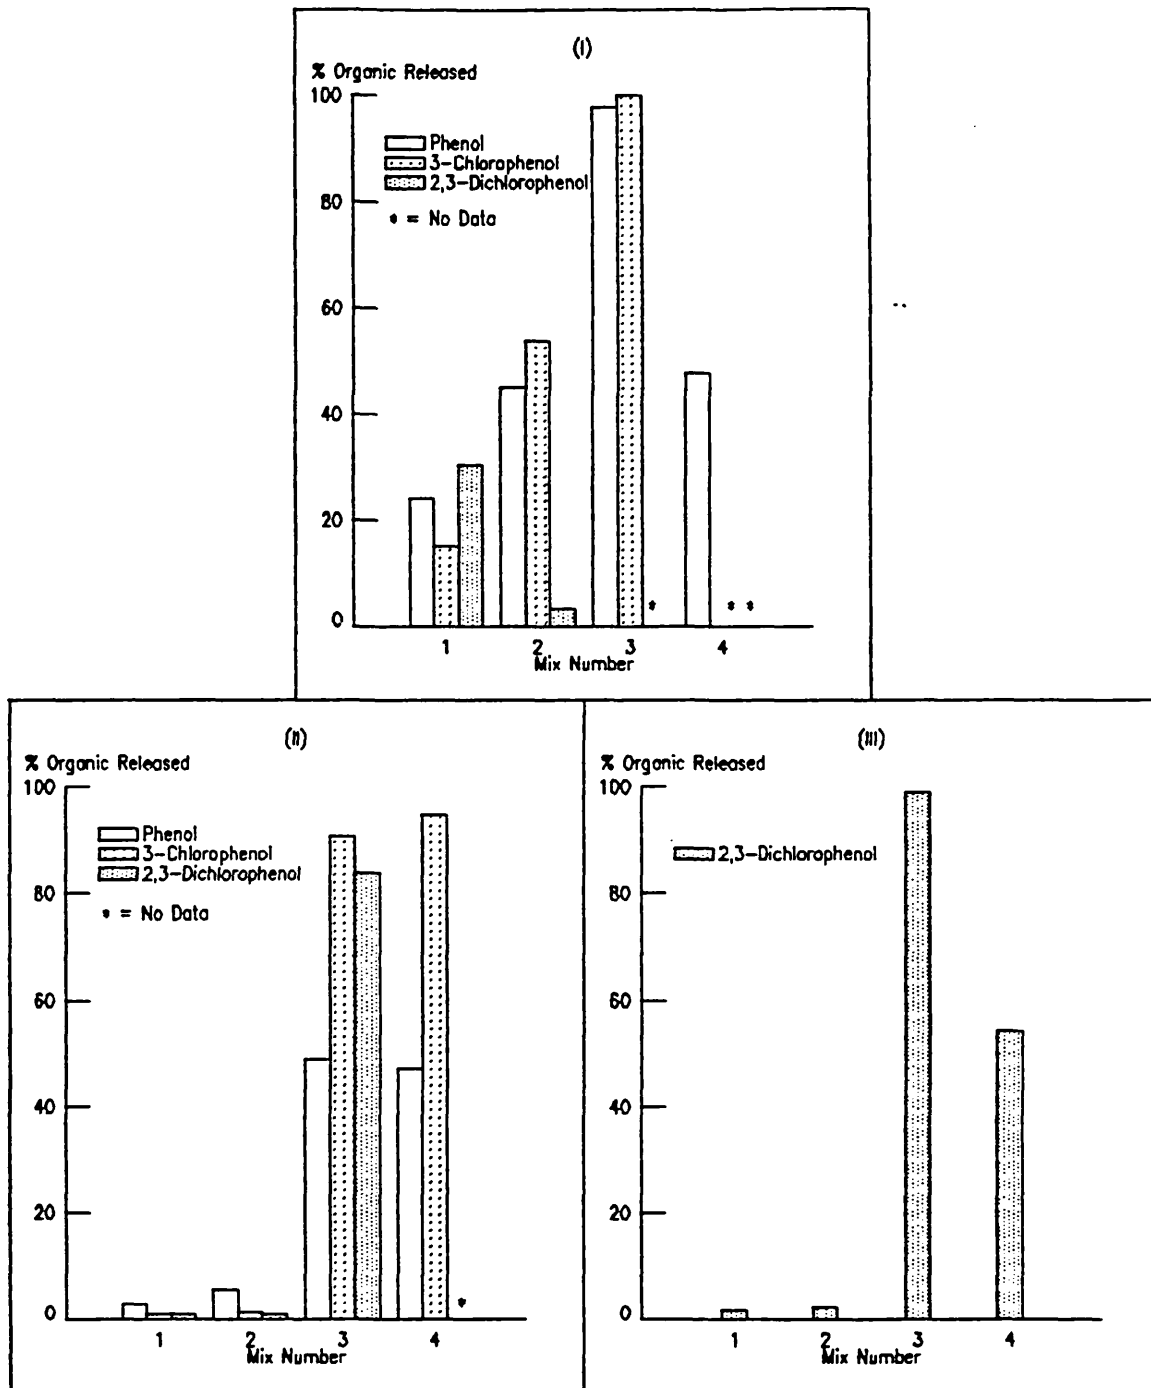 (I)
% Organic Released
100
80
60
40
20
0
Phenol
3-Chlorophenol
2,3-Dichlorophenol
* = No Data
*
* *
1 2 3 4
Mix Number
(II)
% Organic Released
100
80
60
40
20
0
Phenol
3-Chlorophenol
2,3-Dichlorophenol
* = No Data
*
1 2 3 4
Mix Number
(III)
% Organic Released
100
80
60
40
20
0
2,3-Dichlorophenol
1 2 3 4
Mix Number